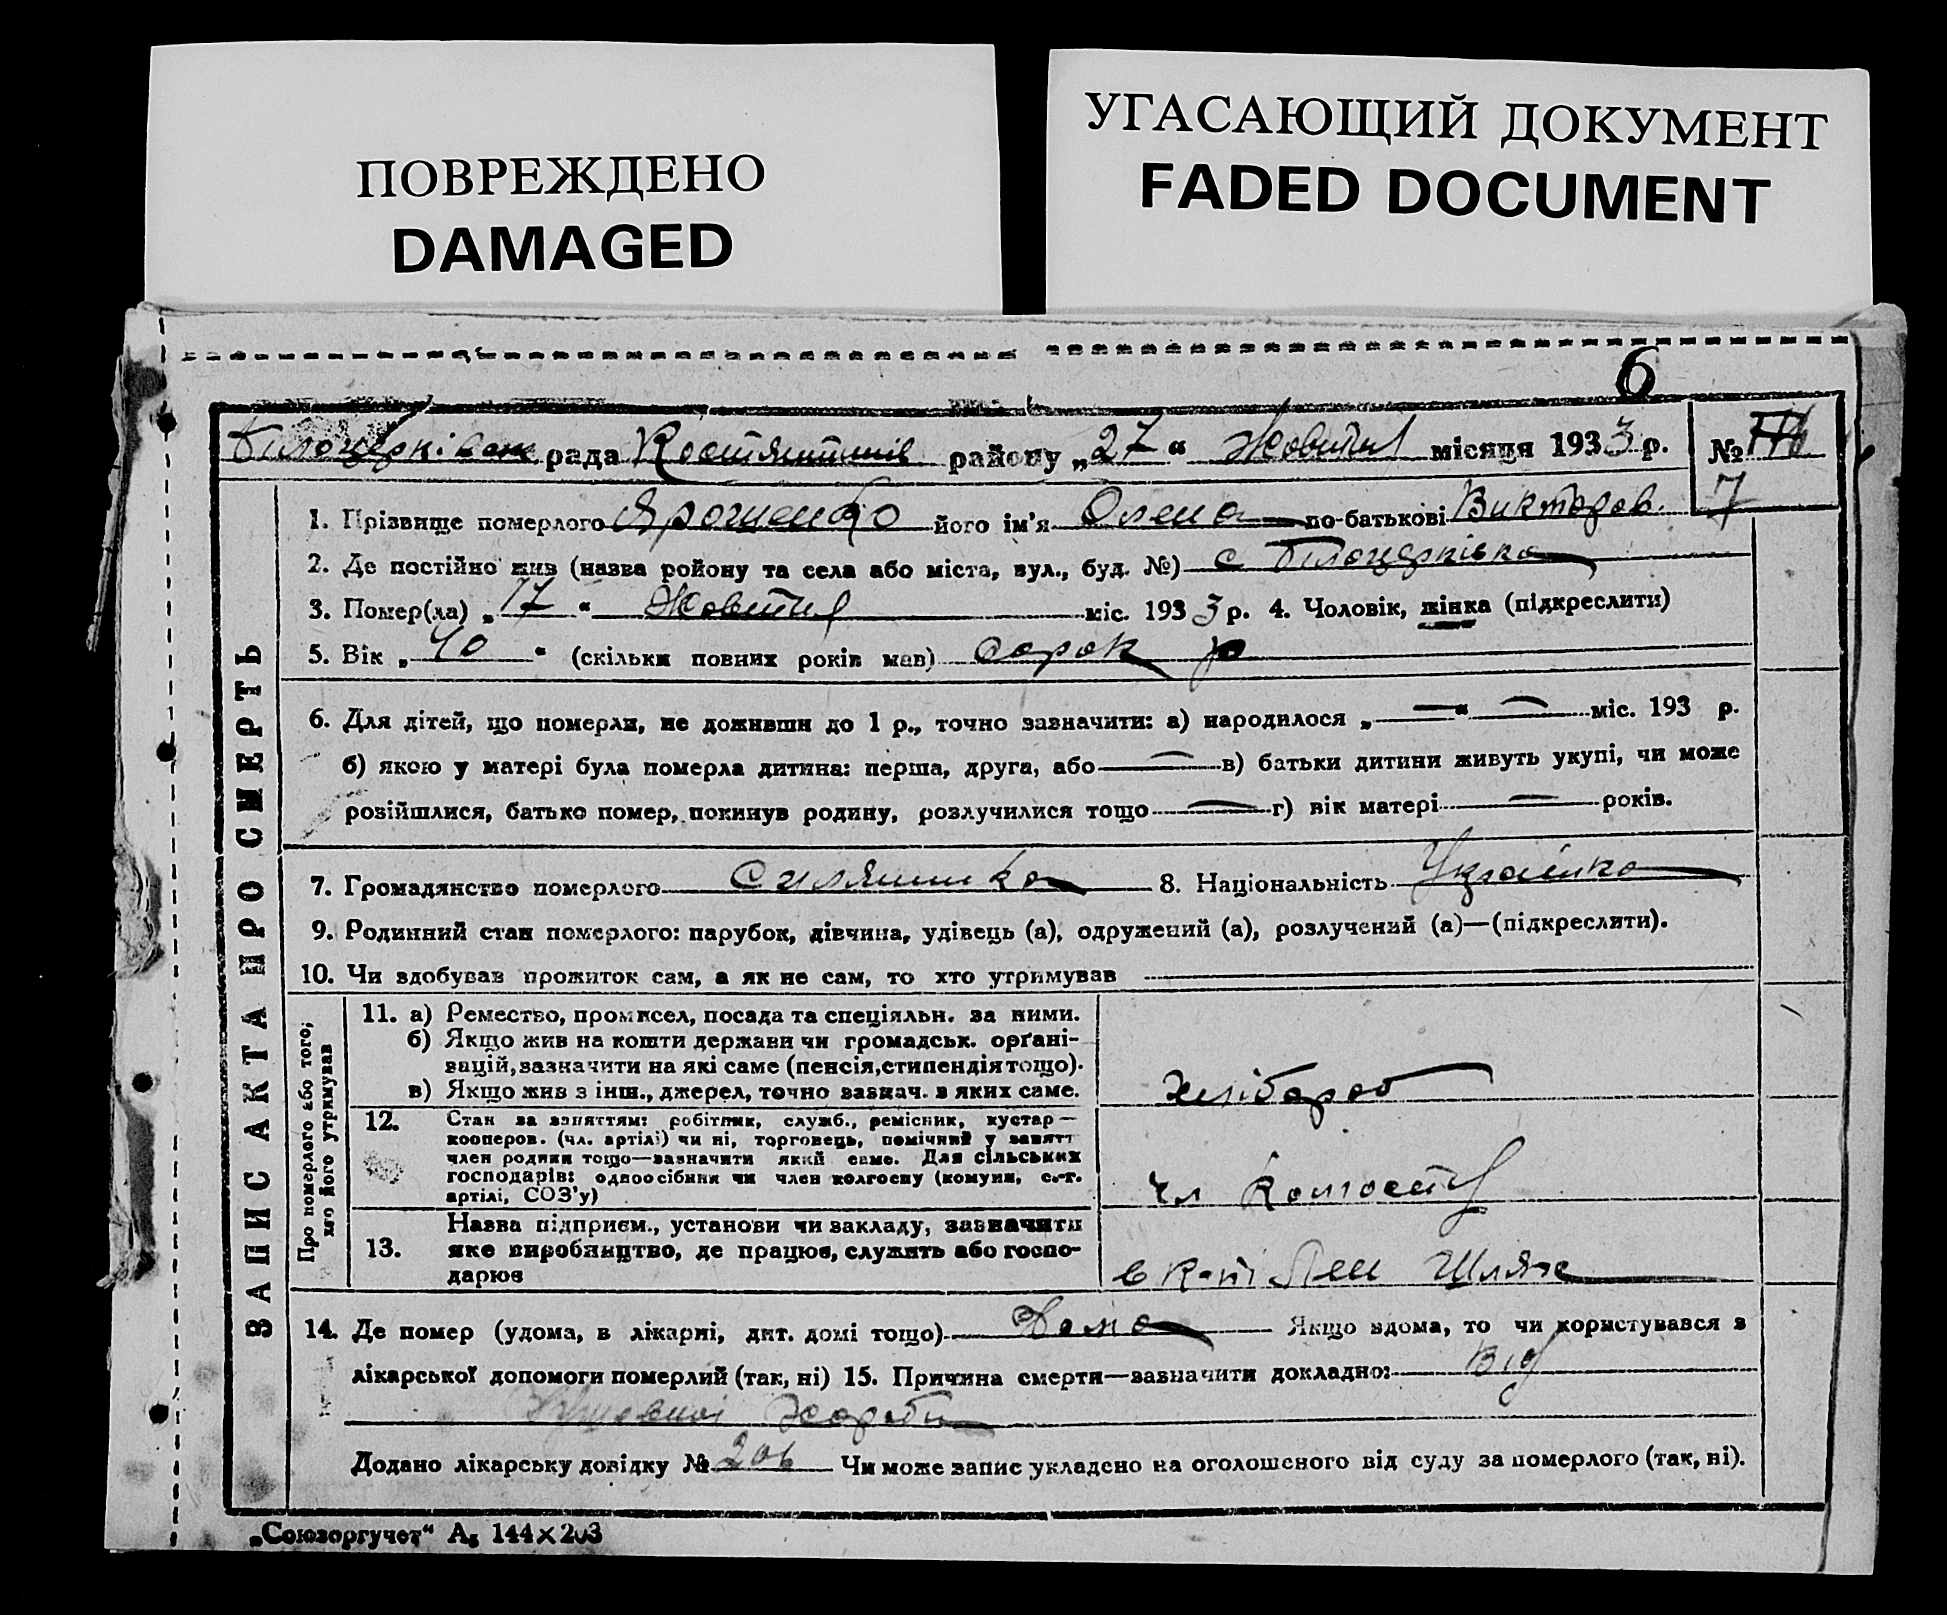 ПОВРЕЖДЕНО
DAMAGED
УГАСАЮЩИЙ ДОКУМЕНТ
FADED DOCUMENT
6
рада району „27“ місяця 1933 р. №
7
ЗАПИС АКТА ПРО СМЕРТЬ
1. Прізвище померлого його ім'я Олена по-батькові Виктором
2. Де постійно жив (назва ройону та села або міста, вул., буд. №) с Білоцерківка
3. Помер(ла) „17“ міс. 1933 р. 4. Чоловік, жінка (підкреслити)
5. Вік „40“ (скільки повних років мав) сорок р
6. Для дітей, що померли, не доживши до 1 р., точно зазначити: а) народилося „—“ — міс. 193 р.
б) якою у матері була померла дитина: перша, друга, або — в) батьки дитини живуть укупі, чи може
розійшлися, батько помер, покинув родину, розлучилися тощо — г) вік матері — років.
7. Громадянство померлого 8. Національність Українка
9. Родинний стан померлого: парубок, дівчина, удівець (а), одружений (а), розлучений (а)—(підкреслити).
10. Чи здобував прожиток сам, а як не сам, то хто утримував
Про померлого або того, хто його утримував
11. а) Ремество, промисел, посада та спеціяльн. за ними.
б) Якщо жив на кошти держави чи громадськ. орґані-
зацій, зазначити на які саме (пенсія, стипендія тощо).
в) Якщо жив з інш., джерел, точно зазнач. з яких саме.
хлібороб
12. Стан за заняттям: робітник, служб., ремісник, кустар—
кооперов. (чл. артілі) чи ні, торговець, помічний у занятт
член родини тощо—зазначити який саме. Для сільських
господарів: одноосібник чи член колгоспу (комуни, с.-г.
артілі, СОЗ'у)
чл колгоспу
13. Назва підприєм., установи чи закладу, зазначити
яке виробництво, де працює, служить або госпо-
дарює
Шлях
14. Де помер (удома, в лікарні, дит. домі тощо) Дома Якщо вдома, то чи користувався з
лікарської допомоги померлий (так, ні) 15. Причина смерти—зазначити докладно: від
хороби
Додано лікарську довідку № 206 Чи може запис укладено на оголошеного від суду за померлого (так, ні).
„Союзоргучет“ А5 144×203